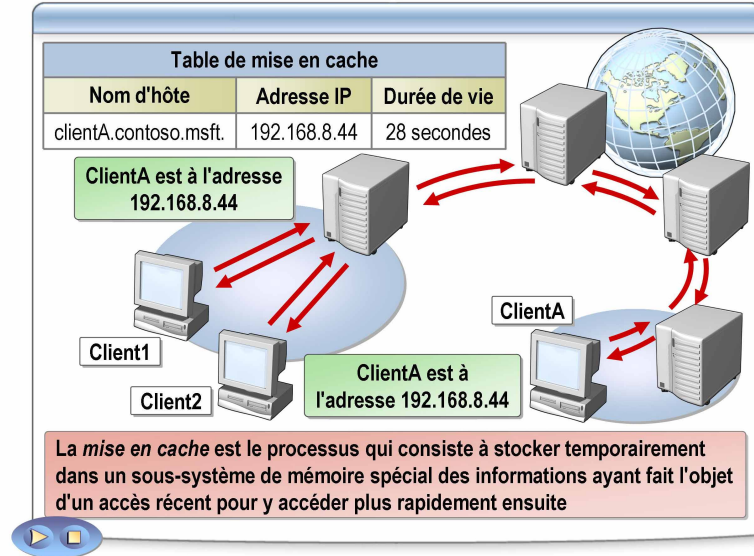 Table de mise en cache
Nom d'hôte Adresse IP Durée de vie
clientA.contoso.msft. 192.168.8.44 28 secondes
ClientA est à l'adresse
192.168.8.44
ClientA
Client1
Client2
ClientA est à
l'adresse 192.168.8.44
La mise en cache est le processus qui consiste à stocker temporairement
dans un sous-système de mémoire spécial des informations ayant fait l'objet
d'un accès récent pour y accéder plus rapidement ensuite